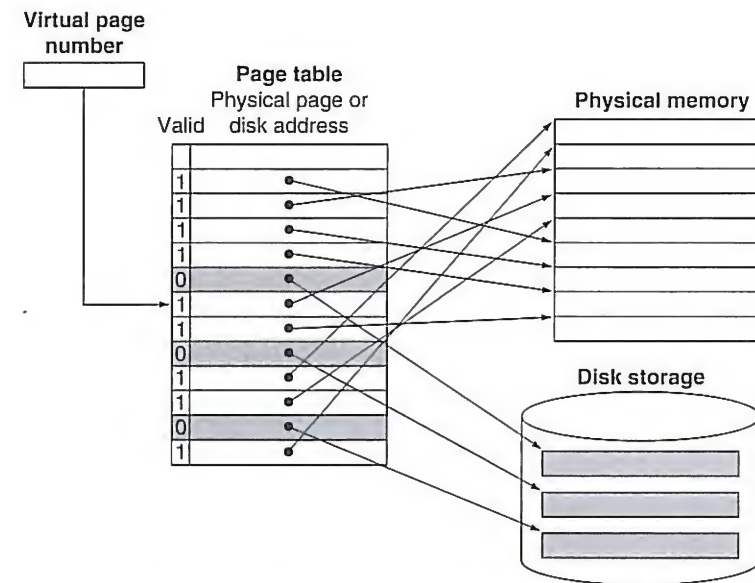 Virtual page
number
Page table
Physical page or
disk address
Valid
Physical memory
1
1
1
1
0
1
1
0
1
1
0
1
Disk storage